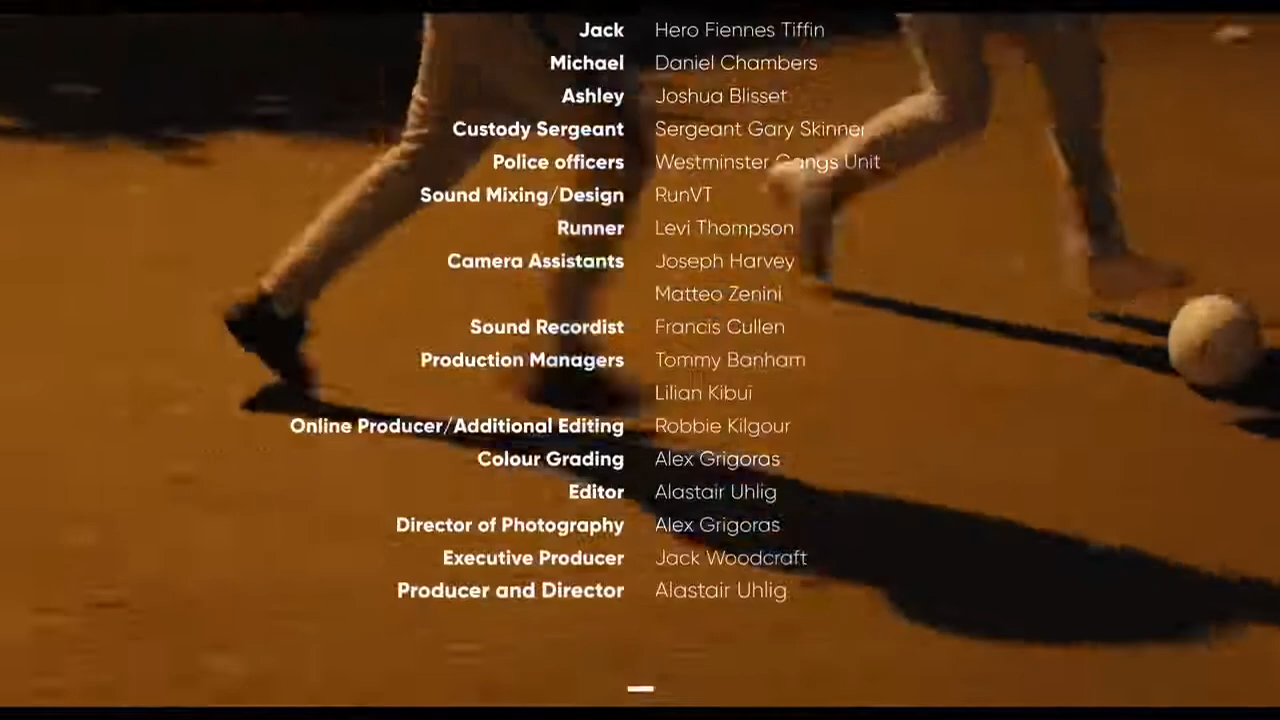 Jack Hero Fiennes Tiffin
Michael Daniel Chambers
Ashley Joshua Blisset
Custody Sergeant Sergeant Gary Skinner
Police officers Westminster Gangs Unit
Sound Mixing/Design RunVT
Runner Levi Thompson
Camera Assistants Joseph Harvey
Matteo Zenini
Sound Recordist Francis Cullen
Production Managers Tommy Banham
Lilian Kibui
Online Producer/Additional Editing Robbie Kilgour
Colour Grading Alex Grigoras
Editor Alastair Uhlig
Director of Photography Alex Grigoras
Executive Producer Jack Woodcraft
Producer and Director Alastair Uhlig